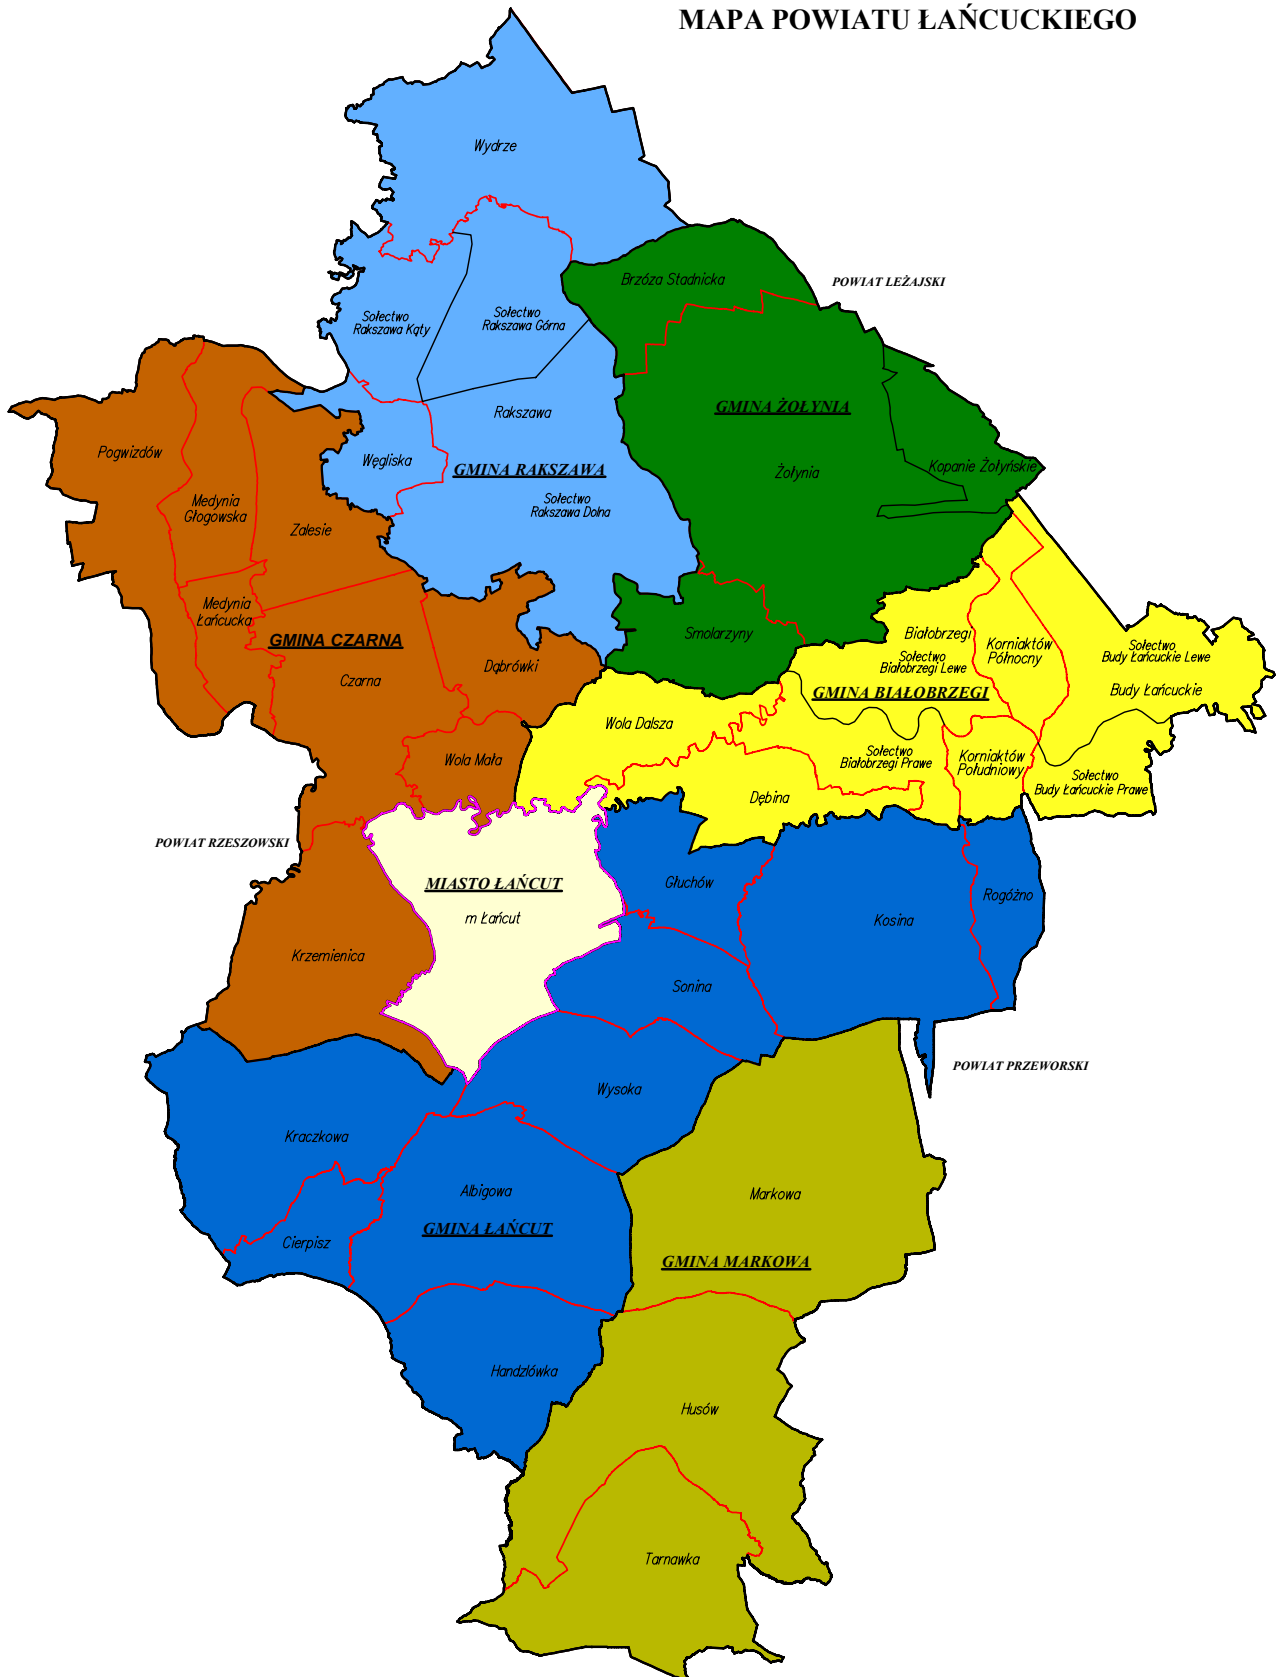 MAPA POWIATU ŁAŃCUCKIEGO
Wydrze
Brzóza Stadnicka
POWIAT LEŻAJSKI
Sołectwo
Rakszawa Kąty
Sołectwo
Rakszawa Górna
Rakszawa
GMINA ŻOŁYNIA
Pogwizdów
Węgliska
GMINA RAKSZAWA
Żołynia
Kopanie Żołyńskie
Medynia
Głogowska
Sołectwo
Rakszawa Dolna
Zalesie
Medynia
Łańcucka
GMINA CZARNA
Czarna
Dąbrówki
Smolarzyny
Białobrzegi
Sołectwo
Białobrzegi Lewe
Korniaktów
Północny
Sołectwo
Budy Łańcuckie Lewe
GMINA BIAŁOBRZEGI
Budy Łańcuckie
Wola Dalsza
Wola Mała
Sołectwo
Białobrzegi Prawe
Korniaktów
Południowy
Sołectwo
Budy Łańcuckie Prawe
Dębina
POWIAT RZESZOWSKI
MIASTO ŁAŃCUT
m Łańcut
Głuchów
Kosina
Rogóżno
Krzemienica
Sonina
POWIAT PRZEWORSKI
Wysoka
Kraczkowa
Albigowa
Markowa
GMINA ŁAŃCUT
Cierpisz
GMINA MARKOWA
Handzlówka
Husów
Tarnawka